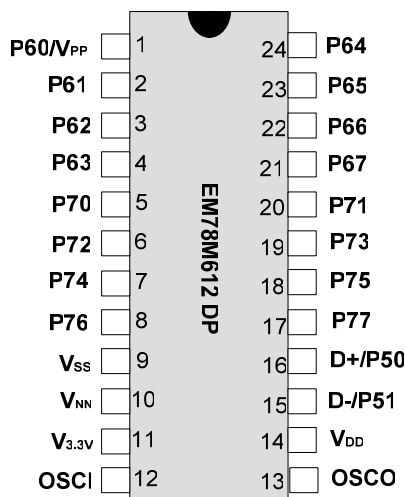 P60/VPP 1 24 P64
P61 2 23 P65
P62 3 22 P66
P63 4 21 P67
P70 5 20 P71
P72 6 19 P73
P74 7 18 P75
P76 8 17 P77
VSS 9 16 D+/P50
VNN 10 15 D-/P51
V3.3V 11 14 VDD
OSCI 12 13 OSCO
EM78M612 DP